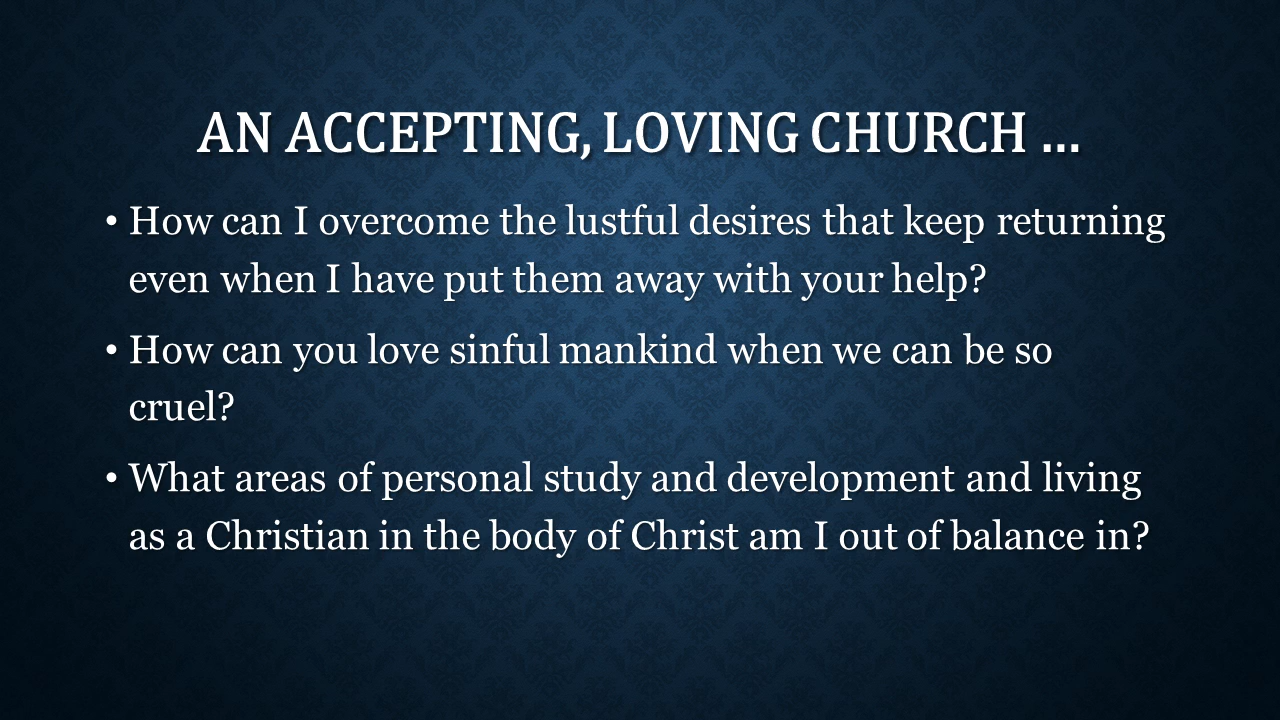 AN ACCEPTING, LOVING CHURCH ...
• How can I overcome the lustful desires that keep returning
even when I have put them away with your help?
• How can you love sinful mankind when we can be so
cruel?
• What areas of personal study and development and living
as a Christian in the body of Christ am I out of balance in?